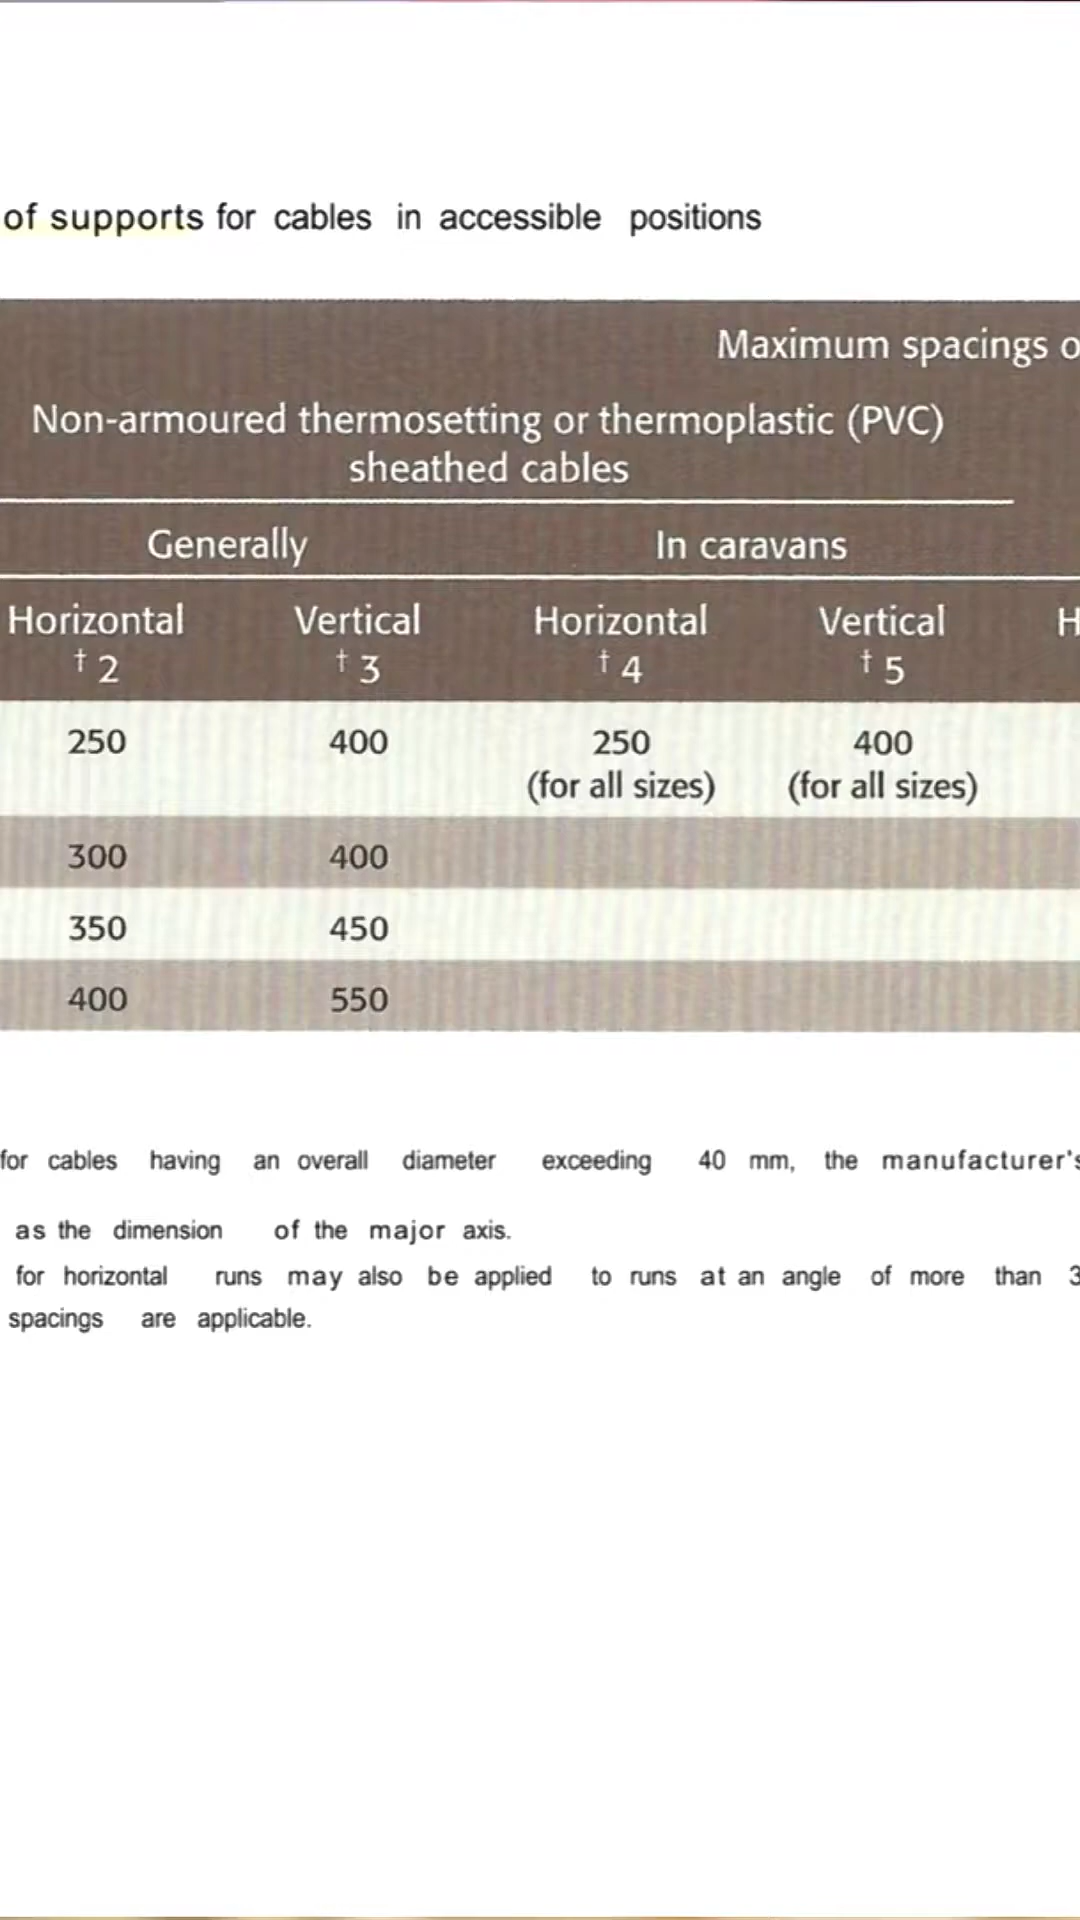 of supports for cables in accessible positions
Maximum spacings o
Non-armoured thermosetting or thermoplastic (PVC)
sheathed cables
Generally In caravans
Horizontal Vertical Horizontal Vertical H
† 2 † 3 † 4 † 5
250 400 250 400
(for all sizes) (for all sizes)
300 400
350 450
400 550
for cables having an overall diameter exceeding 40 mm, the manufacturer's
as the dimension of the major axis.
for horizontal runs may also be applied to runs at an angle of more than 3
spacings are applicable.